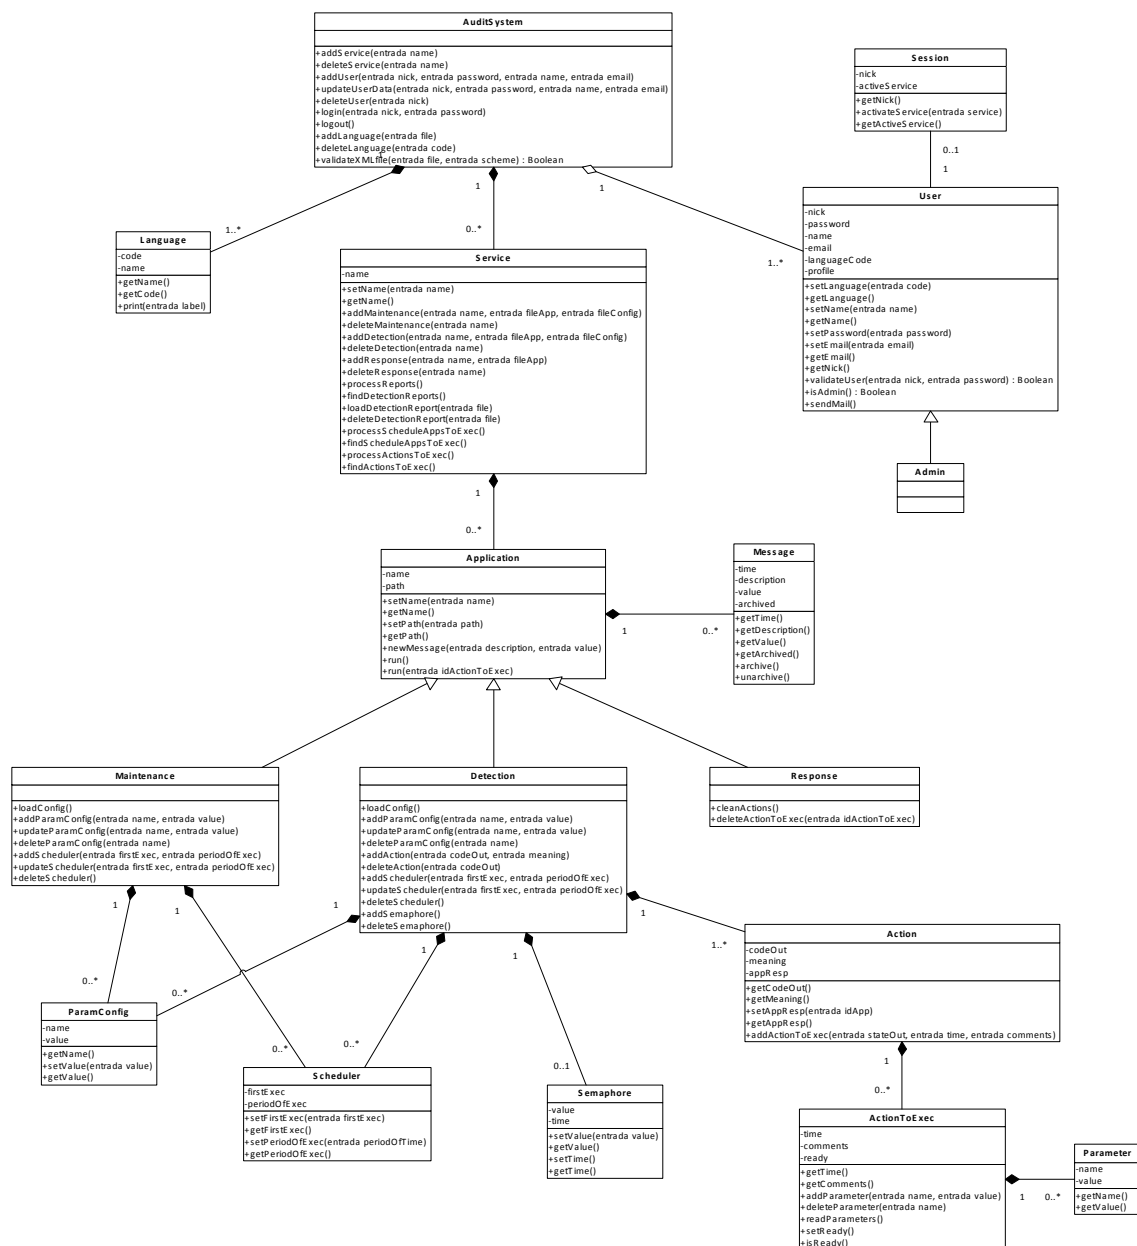 AuditSystem
+addService(entrada name)
+deleteService(entrada name)
+addUser(entrada nick, entrada password, entrada name, entrada email)
+updateUserData(entrada nick, entrada password, entrada name, entrada email)
+deleteUser(entrada nick)
+login(entrada nick, entrada password)
+logout()
+addLanguage(entrada file)
+deleteLanguage(entrada code)
+validateXMLfile(entrada file, entrada scheme) : Boolean
Session
-nick
-activeService
+getNick()
+activateService(entrada service)
+getActiveService()
0..1
1
1
1
1..*
0..*
1..*
Language
-code
-name
+getName()
+getCode()
+print(entrada label)
Service
-name
+setName(entrada name)
+getName()
+addMaintenance(entrada name, entrada fileApp, entrada fileConfig)
+deleteMaintenance(entrada name)
+addDetection(entrada name, entrada fileApp, entrada fileConfig)
+deleteDetection(entrada name)
+addResponse(entrada name, entrada fileApp)
+deleteResponse(entrada name)
+processReports()
+findDetectionReports()
+loadDetectionReport(entrada file)
+deleteDetectionReport(entrada file)
+processScheduleAppsToExec()
+findScheduleAppsToExec()
+processActionsToExec()
+findActionsToExec()
User
-nick
-password
-name
-email
-languageCode
-profile
+setLanguage(entrada code)
+getLanguage()
+setName(entrada name)
+getName()
+setPassword(entrada password)
+setEmail(entrada email)
+getEmail()
+getNick()
+validateUser(entrada nick, entrada password) : Boolean
+isAdmin() : Boolean
+sendMail()
Admin
1
0..*
Application
-name
-path
+setName(entrada name)
+getName()
+setPath(entrada path)
+getPath()
+newMessage(entrada description, entrada value)
+run()
+run(entrada idActionToExec)
1
0..*
Message
-time
-description
-value
-archived
+getTime()
+getDescription()
+getValue()
+getArchived()
+archive()
+unarchive()
Maintenance
+loadConfig()
+addParamConfig(entrada name, entrada value)
+updateParamConfig(entrada name, entrada value)
+deleteParamConfig(entrada name)
+addScheduler(entrada firstExec, entrada periodOfExec)
+updateScheduler(entrada firstExec, entrada periodOfExec)
+deleteScheduler()
Detection
+loadConfig()
+addParamConfig(entrada name, entrada value)
+updateParamConfig(entrada name, entrada value)
+deleteParamConfig(entrada name)
+addAction(entrada codeOut, entrada meaning)
+deleteAction(entrada codeOut)
+addScheduler(entrada firstExec, entrada periodOfExec)
+updateScheduler(entrada firstExec, entrada periodOfExec)
+deleteScheduler()
+addSemaphore()
+deleteSemaphore()
Response
+cleanActions()
+deleteActionToExec(entrada idActionToExec)
1
1
1
1
1
1
1..*
0..*
0..*
0..*
0..*
0..1
ParamConfig
-name
-value
+getName()
+setValue(entrada value)
+getValue()
Scheduler
-firstExec
-periodOfExec
+setFirstExec(entrada firstExec)
+getFirstExec()
+setPeriodOfExec(entrada periodOfTime)
+getPeriodOfExec()
Semaphore
-value
-time
+setValue(entrada value)
+getValue()
+setTime()
+getTime()
Action
-codeOut
-meaning
-appResp
+getCodeOut()
+getMeaning()
+setAppResp(entrada idApp)
+getAppResp()
+addActionToExec(entrada stateOut, entrada time, entrada comments)
1
0..*
ActionToExec
-time
-comments
-ready
+getTime()
+getComments()
+addParameter(entrada name, entrada value)
+deleteParameter(entrada name)
+readParameters()
+setReady()
+isReady()
1
0..*
Parameter
-name
-value
+getName()
+getValue()